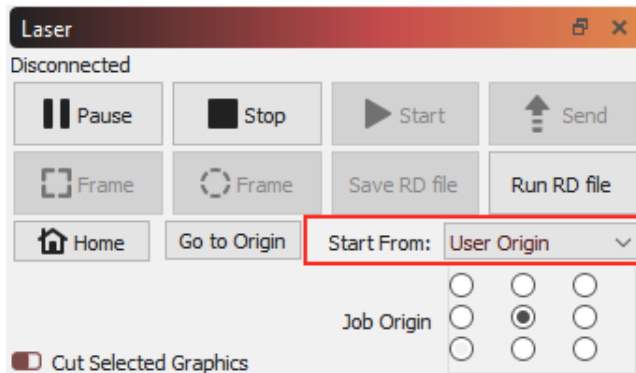 Laser
Disconnected
Pause Stop Start Send
Frame Frame Save RD file Run RD file
Home Go to Origin Start From: User Origin
Job Origin
Cut Selected Graphics